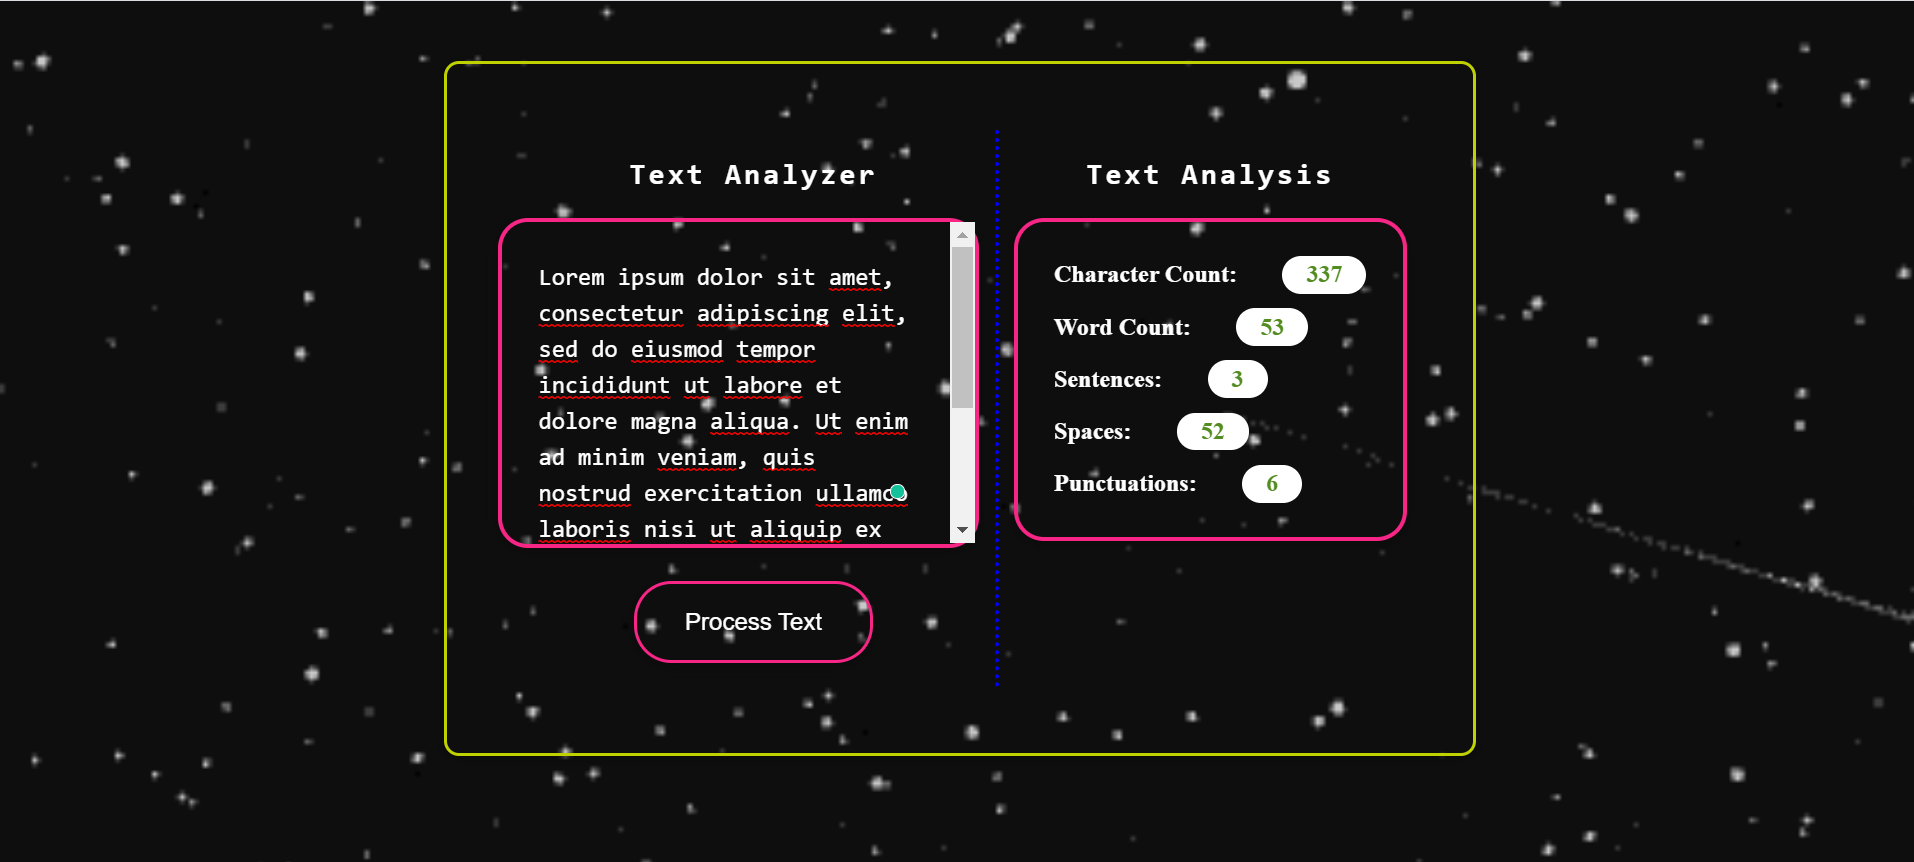 Text Analyzer
Lorem ipsum dolor sit amet,
consectetur adipiscing elit,
sed do eiusmod tempor
incididunt ut labore et
dolore magna aliqua. Ut enim
ad minim veniam, quis
nostrud exercitation ullamco
laboris nisi ut aliquip ex
Process Text
Text Analysis
Character Count: 337
Word Count: 53
Sentences: 3
Spaces: 52
Punctuations: 6